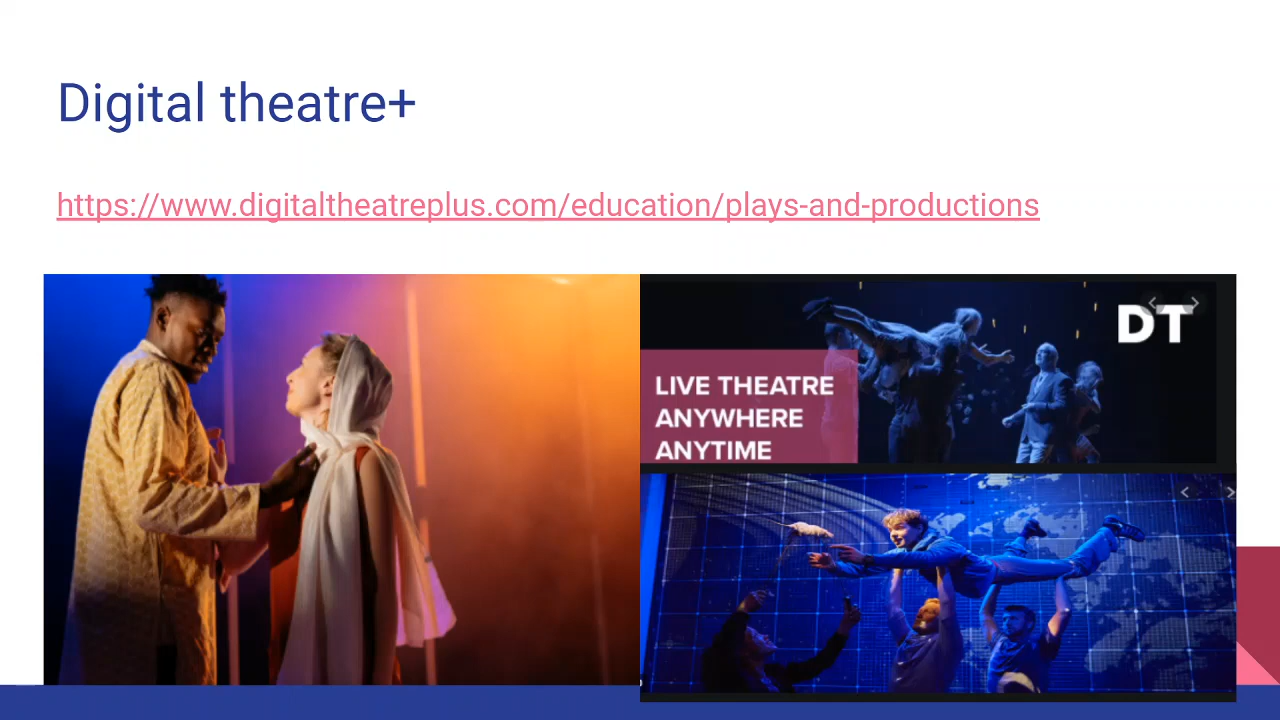 Digital theatre+
https://www.digitaltheatreplus.com/education/plays-and-productions
DT
LIVE THEATRE
ANYWHERE
ANYTIME